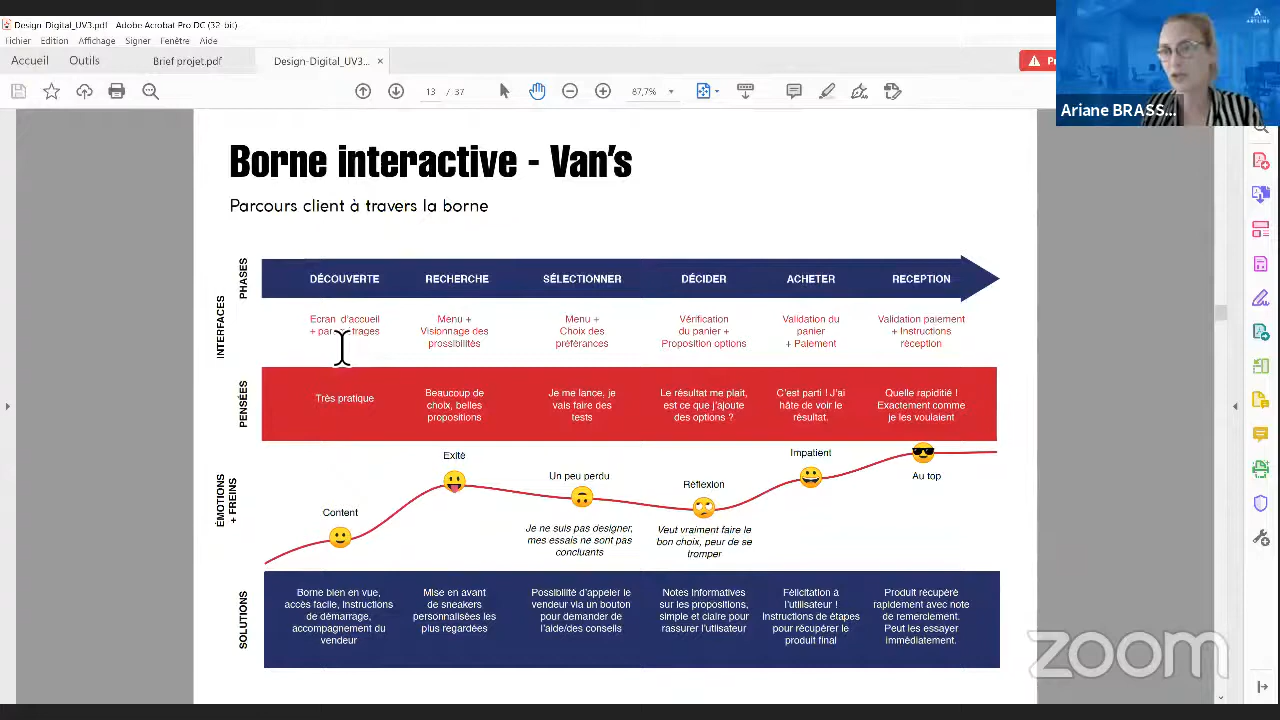 Design-Digital_UV3.pdf - Adobe Acrobat Pro DC (32-bit)
Fichier Edition Affichage Signer Fenêtre Aide
Accueil Outils Brief projet.pdf Design-Digital_UV3... ×
13 / 37 87,7%
ARTLINE
Ariane BRASS...
Borne interactive - Van's
Parcours client à travers la borne
PHASES
DÉCOUVERTE RECHERCHE SÉLECTIONNER DÉCIDER ACHETER RECEPTION
INTERFACES
Ecran d'accueil
Menu +
Visionnage des
prossibilités
Menu +
Choix des
préférances
Vérification
du panier +
Proposition options
Validation du
panier
+ Paiement
Validation paiement
+ Instructions
réception
PENSÉES
Très pratique
Beaucoup de
choix, belles
propositions
Je me lance, je
vais faire des
tests
Le résultat me plait,
est ce que j'ajoute
des options ?
C'est parti ! J'ai
hâte de voir le
résultat.
Quelle rapiditié !
Exactement comme
je les voulaient
ÉMOTIONS
+ FREINS
Content
Exité
Un peu perdu
Je ne suis pas designer,
mes essais ne sont pas
concluants
Réflexion
Veut vraiment faire le
bon choix, peur de se
tromper
Impatient
Au top
SOLUTIONS
Borne bien en vue,
accès facile, instructions
de démarrage,
accompagnement du
vendeur
Mise en avant
de sneakers
personnalisées les
plus regardées
Possibilité d'appeler le
vendeur via un bouton
pour demander de
l'aide/des conseils
Notes informatives
sur les propositions,
simple et claire pour
rassurer l'utlisateur
Félicitation à
l'utilisateur !
Instructions de étapes
pour récupérer le
produit final
Produit récupéré
rapidement avec note
de remerciement.
Peut les essayer
immédiatement.
zoom